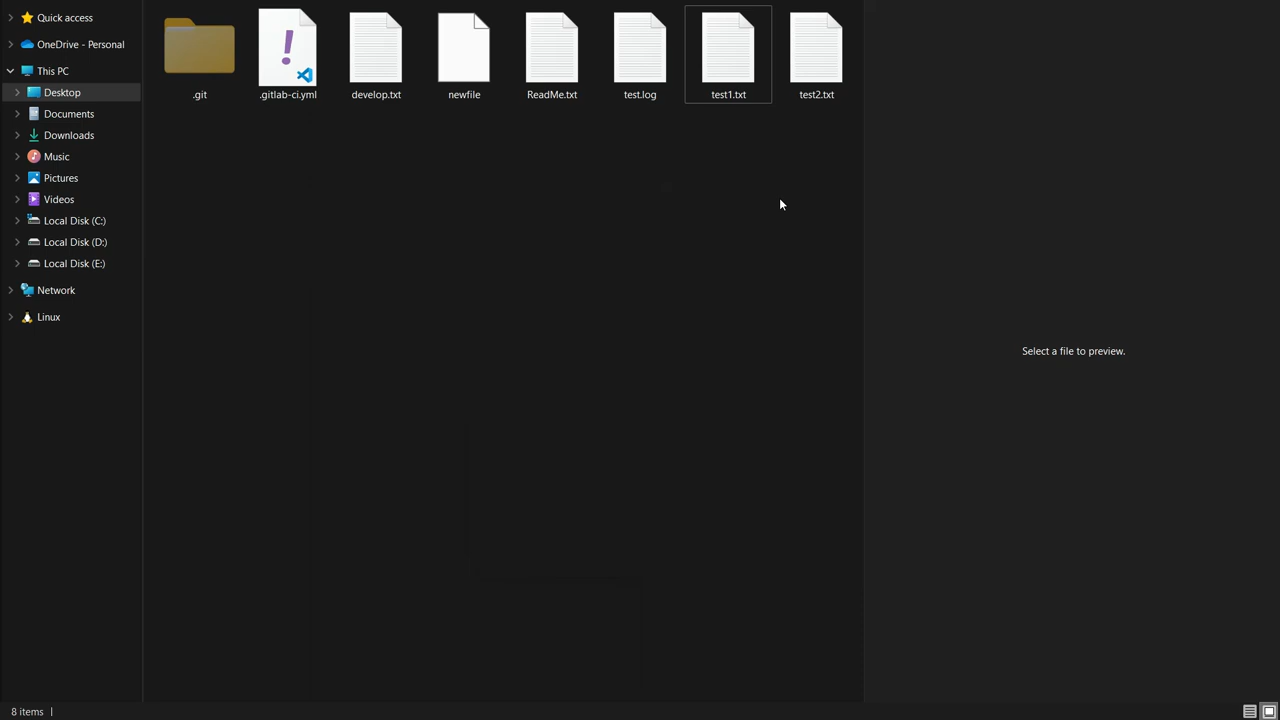 Quick access
OneDrive - Personal
This PC
Desktop
Documents
Downloads
Music
Pictures
Videos
Local Disk (C:)
Local Disk (D:)
Local Disk (E:)
Network
Linux
.git
.gitlab-ci.yml
develop.txt
newfile
ReadMe.txt
test.log
test1.txt
test2.txt
Select a file to preview.
8 items